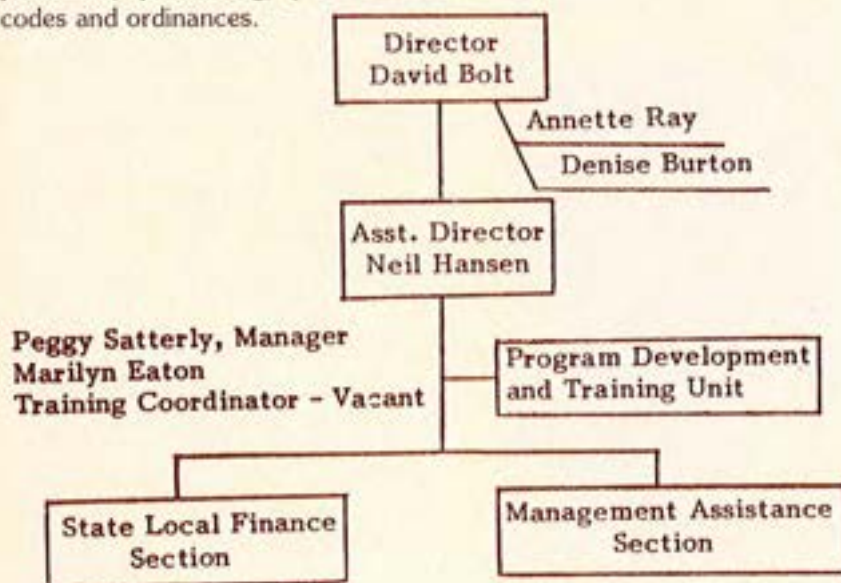 codes and ordinances.
Director
David Bolt
Annette Ray
Denise Burton
Asst. Director
Neil Hansen
Peggy Satterly, Manager
Marilyn Eaton
Training Coordinator - Vacant
Program Development
and Training Unit
State Local Finance
Section
Management Assistance
Section